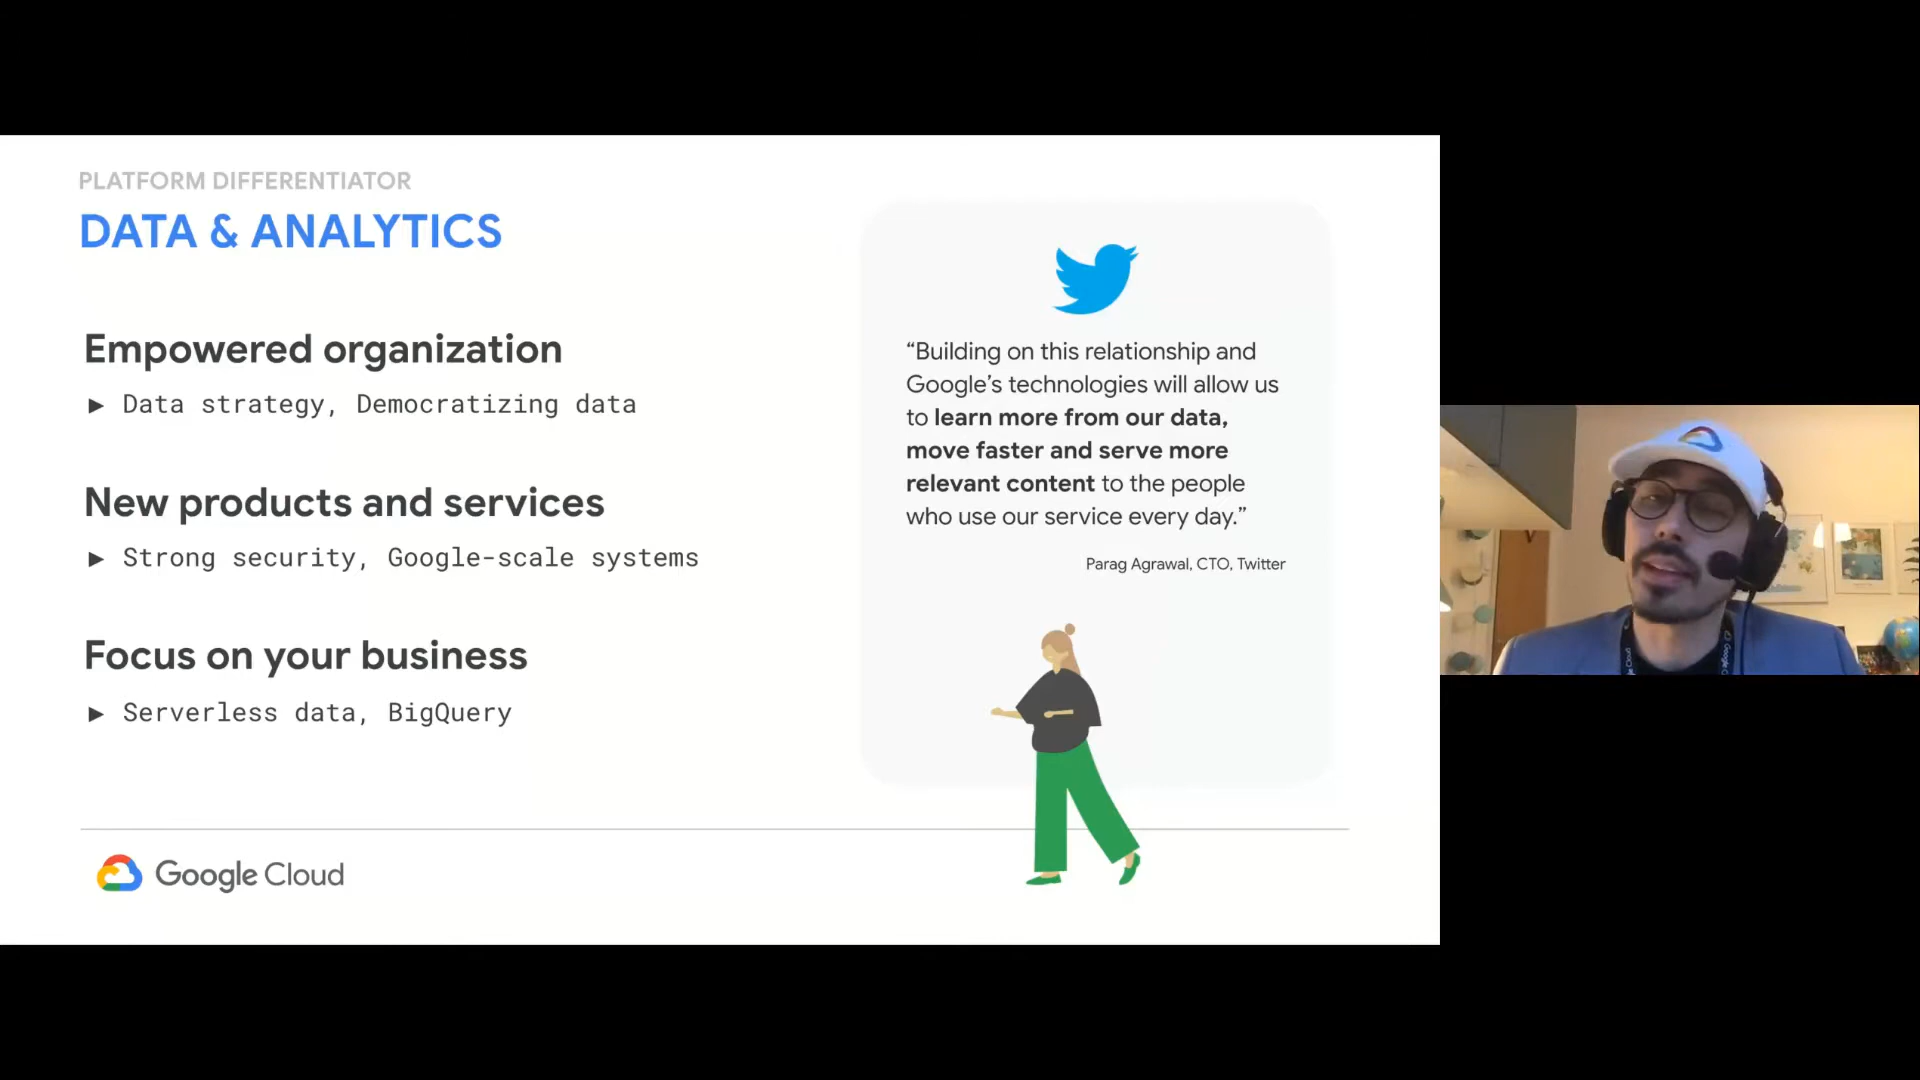 PLATFORM DIFFERENTIATOR
DATA & ANALYTICS
Empowered organization
▶ Data strategy, Democratizing data
New products and services
▶ Strong security, Google-scale systems
Focus on your business
▶ Serverless data, BigQuery
“Building on this relationship and
Google’s technologies will allow us
to learn more from our data,
move faster and serve more
relevant content to the people
who use our service every day.”
Parag Agrawal, CTO, Twitter
Google Cloud